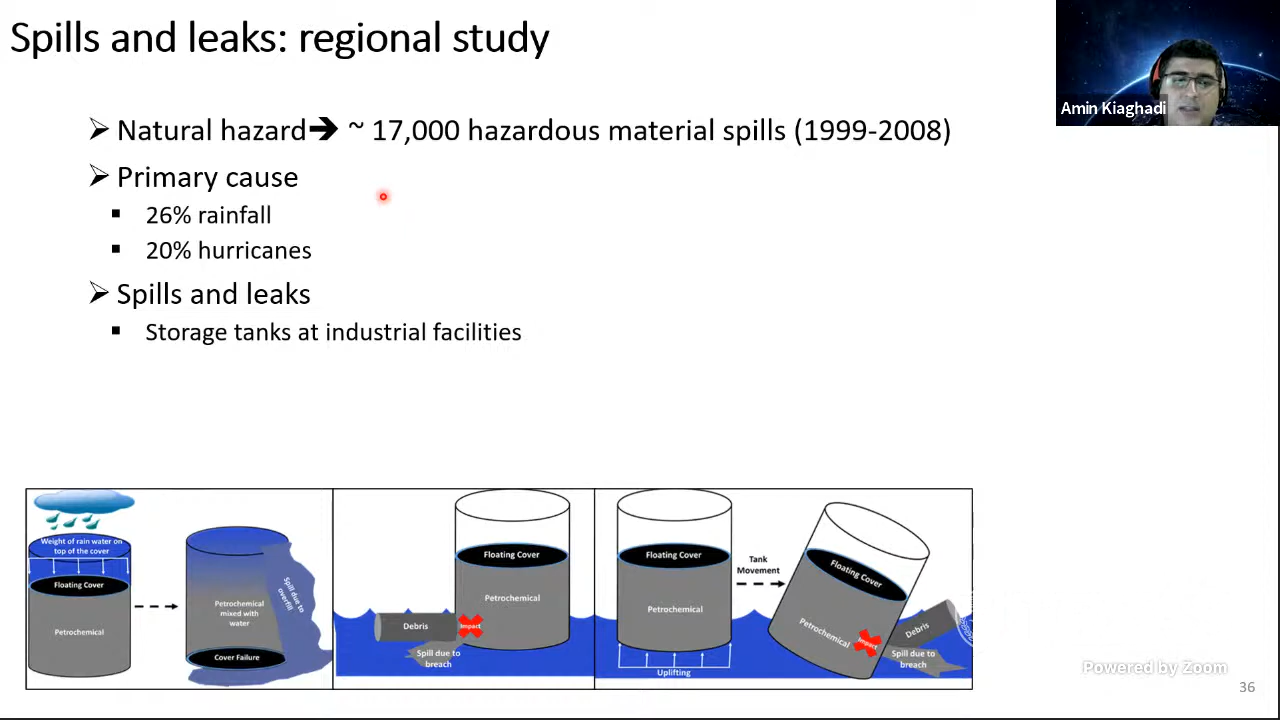 Spills and leaks: regional study
Amin Kiaghadi
➢ Natural hazard➔ ~ 17,000 hazardous material spills (1999-2008)
➢ Primary cause
▪ 26% rainfall
▪ 20% hurricanes
➢ Spills and leaks
▪ Storage tanks at industrial facilities
Weight of rain water on
top of the cover
Floating Cover
Petrochemical
Petrochemical
mixed with
water
Spill due to
overfill
Cover Failure
Floating Cover
Petrochemical
Debris
Impact
Spill due to
breach
Floating Cover
Petrochemical
Uplifting
Tank
Movement
Floating Cover
Petrochemical
Impact
Debris
Spill due to
breach
Powered by Zoom
36